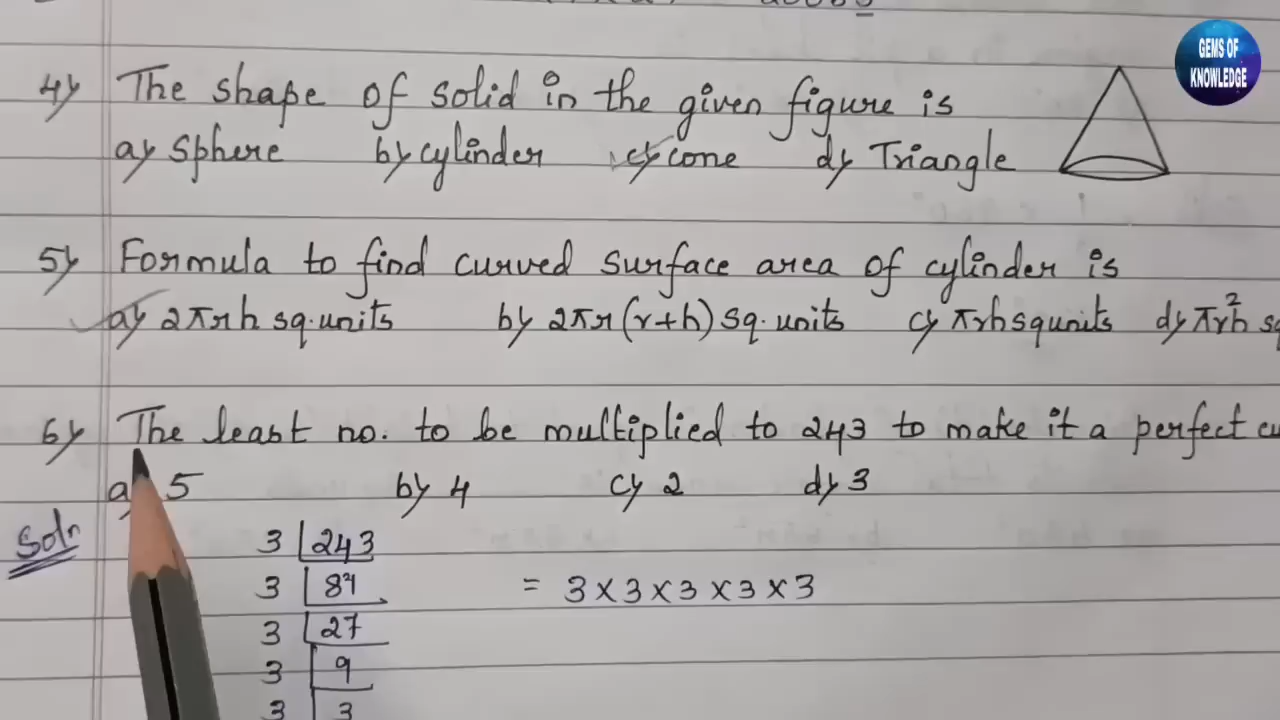 GEMS OF
KNOWLEDGE
4) The shape of solid in the given figure is
a) Sphere b) cylinder c) cone d) Triangle
5) Formula to find curved surface area of cylinder is
a) 2πrh sq.units b) 2πr(r+h) sq.units c) πrh squnits d) πr²h sq
6) The least no. to be multiplied to 243 to make it a perfect cu
a) 5 b) 4 c) 2 d) 3
Soln
3 | 243
3 | 81 = 3×3×3×3×3
3 | 27
3 | 9
3 | 3